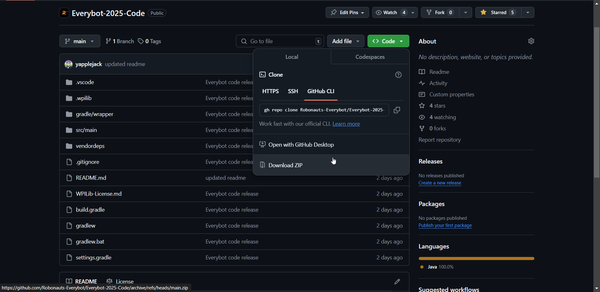 Everybot-2025-Code Public
Edit Pins
Watch 4
Fork 0
Starred 5
main
1 Branch
0 Tags
Go to file
t
Add file
Code
yapplejack updated readme
.vscode Everybot code rele
.wpilib Everybot code rele
gradle/wrapper Everybot code rele
src/main Everybot code rele
vendordeps Everybot code rele
.gitignore Everybot code rele
README.md updated readme 2 days ago
WPILib-License.md Everybot code release 2 days ago
build.gradle Everybot code release 2 days ago
gradlew Everybot code release 2 days ago
gradlew.bat Everybot code release 2 days ago
settings.gradle Everybot code release 2 days ago
README
License
Local
Codespaces
Clone
HTTPS SSH GitHub CLI
gh repo clone Robonauts-Everybot/Everybot-2025-
Work fast with our official CLI. Learn more
Open with GitHub Desktop
Download ZIP
About
No description, website, or topics provided.
Readme
Activity
Custom properties
4 stars
4 watching
0 forks
Report repository
Releases
No releases published
Create a new release
Packages
No packages published
Publish your first package
Languages
Java 100.0%
Suggested workflows
https://github.com/Robonauts-Everybot/Everybot-2025-Code/archive/refs/heads/main.zip